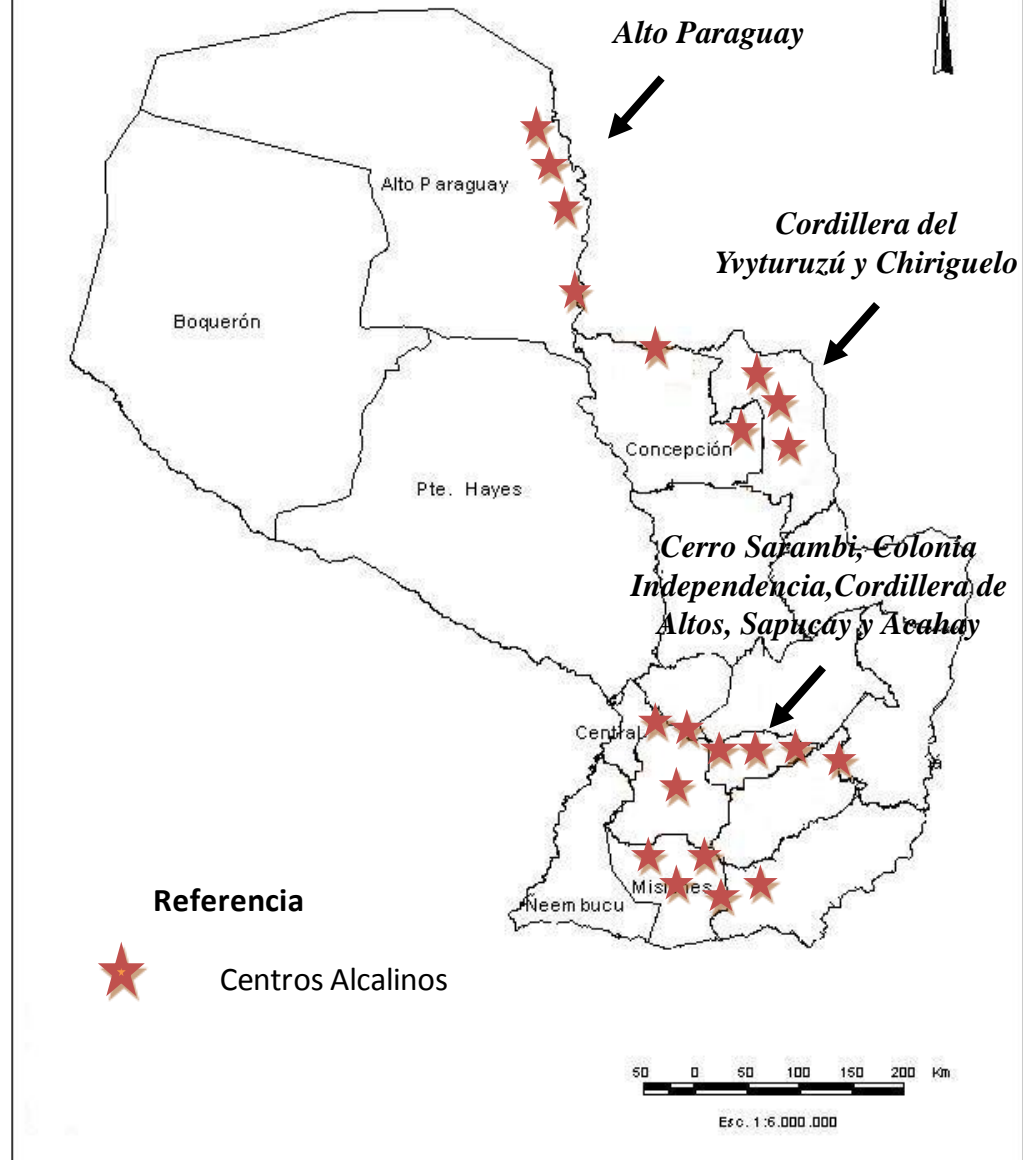 Alto Paraguay
Alto Paraguay
Cordillera del
Yvyturuzú y Chiriguelo
Boquerón
Concepción
Pte. Hayes
Cerro Sarambi, Colonia
Independencia,Cordillera de
Altos, Sapucay y Acahay
Central
á
Misiones
Ñeembucu
Referencia
Centros Alcalinos
50 0 50 100 150 200 Km
Esc. 1:6.000.000